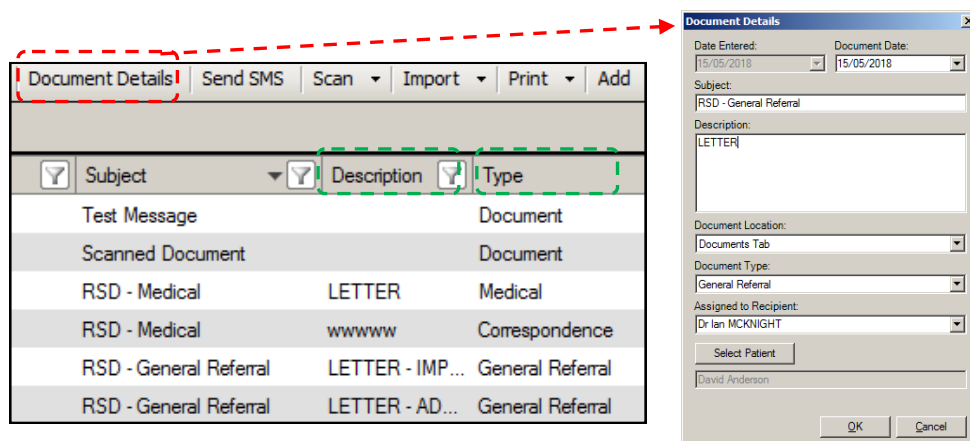 Document Details Send SMS Scan Import Print Add
Subject Description Type
Test Message Document
Scanned Document Document
RSD - Medical LETTER Medical
RSD - Medical wwwww Correspondence
RSD - General Referral LETTER - IMP... General Referral
RSD - General Referral LETTER - AD... General Referral
Document Details
Date Entered: Document Date:
15/05/2018 15/05/2018
Subject:
RSD - General Referral
Description:
LETTER
Document Location:
Documents Tab
Document Type:
General Referral
Assigned to Recipient:
Dr Ian MCKNIGHT
Select Patient
David Anderson
OK Cancel